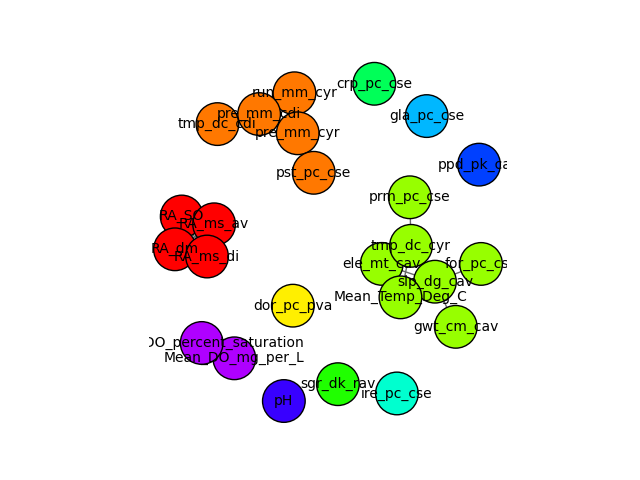 crp_pc_cse
run_mm_cyr
pre_mm_cdi
gla_pc_cse
tmp_dc_cdi
pre_mm_cyr
ppd_pk_ca
pst_pc_cse
prm_pc_cse
RA_SO
RA_ms_av
tmp_dc_cyr
RA_dm
RA_ms_di
ele_mt_cav
for_pc_cs
slp_dg_cav
Mean_Temp_Deg_C
dor_pc_pva
gwt_cm_cav
DO_percent_saturation
Mean_DO_mg_per_L
sgr_dk_rav
ire_pc_cse
pH